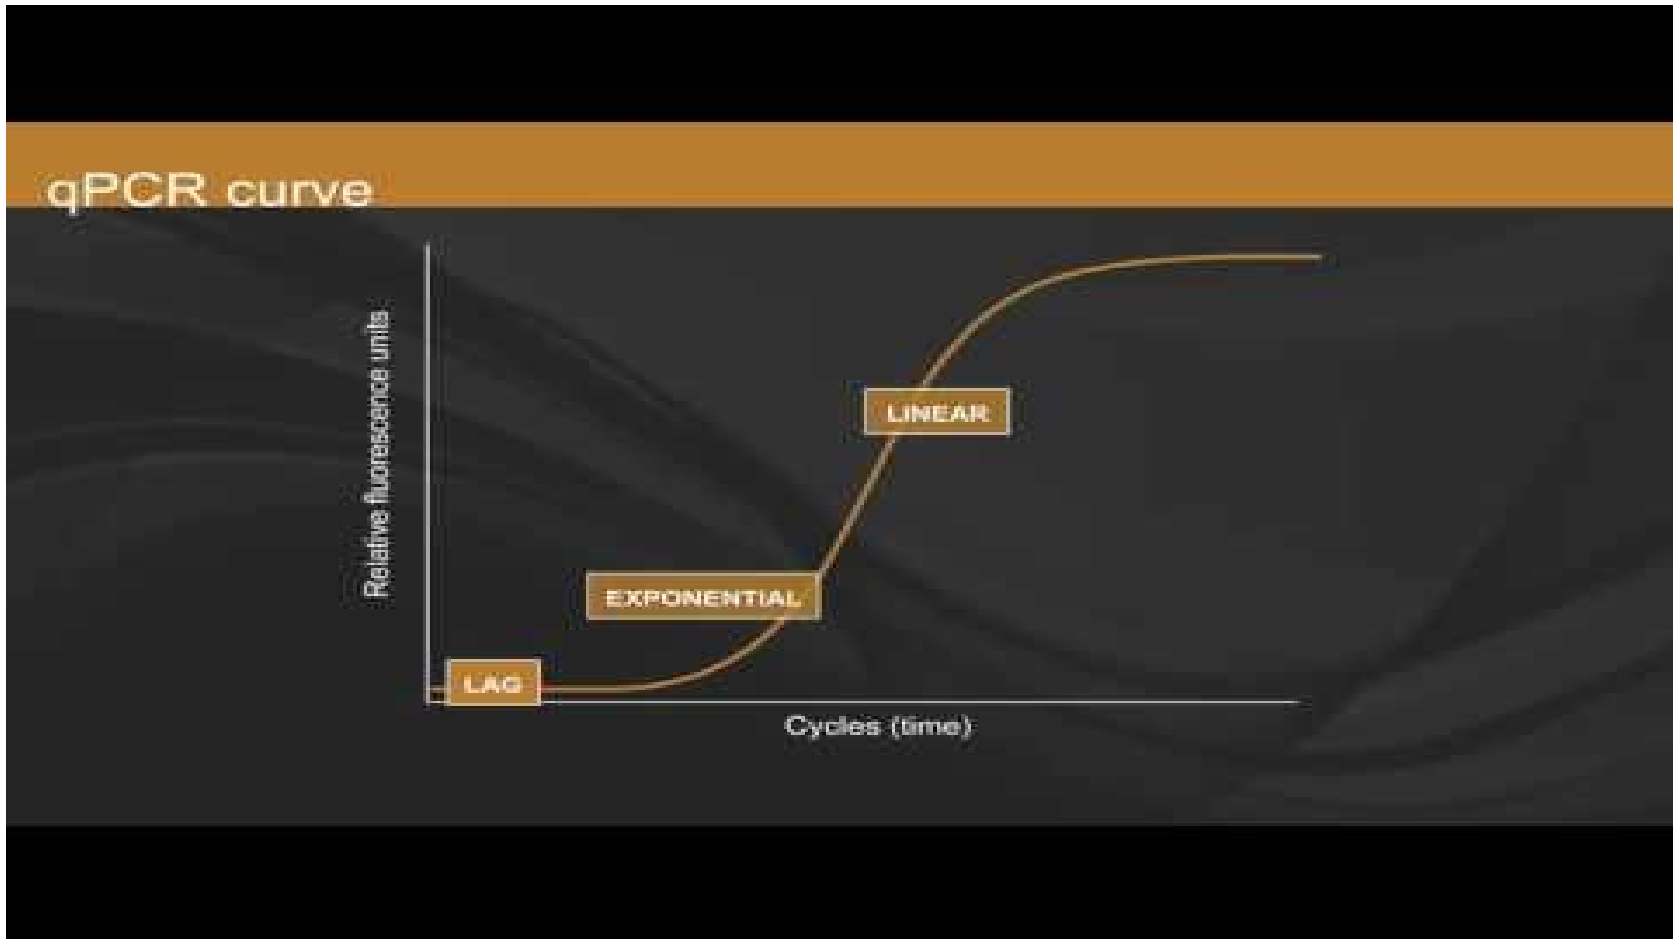 qPCR curve
Relative fluorescence units
LINEAR
EXPONENTIAL
LAG
Cycles (time)